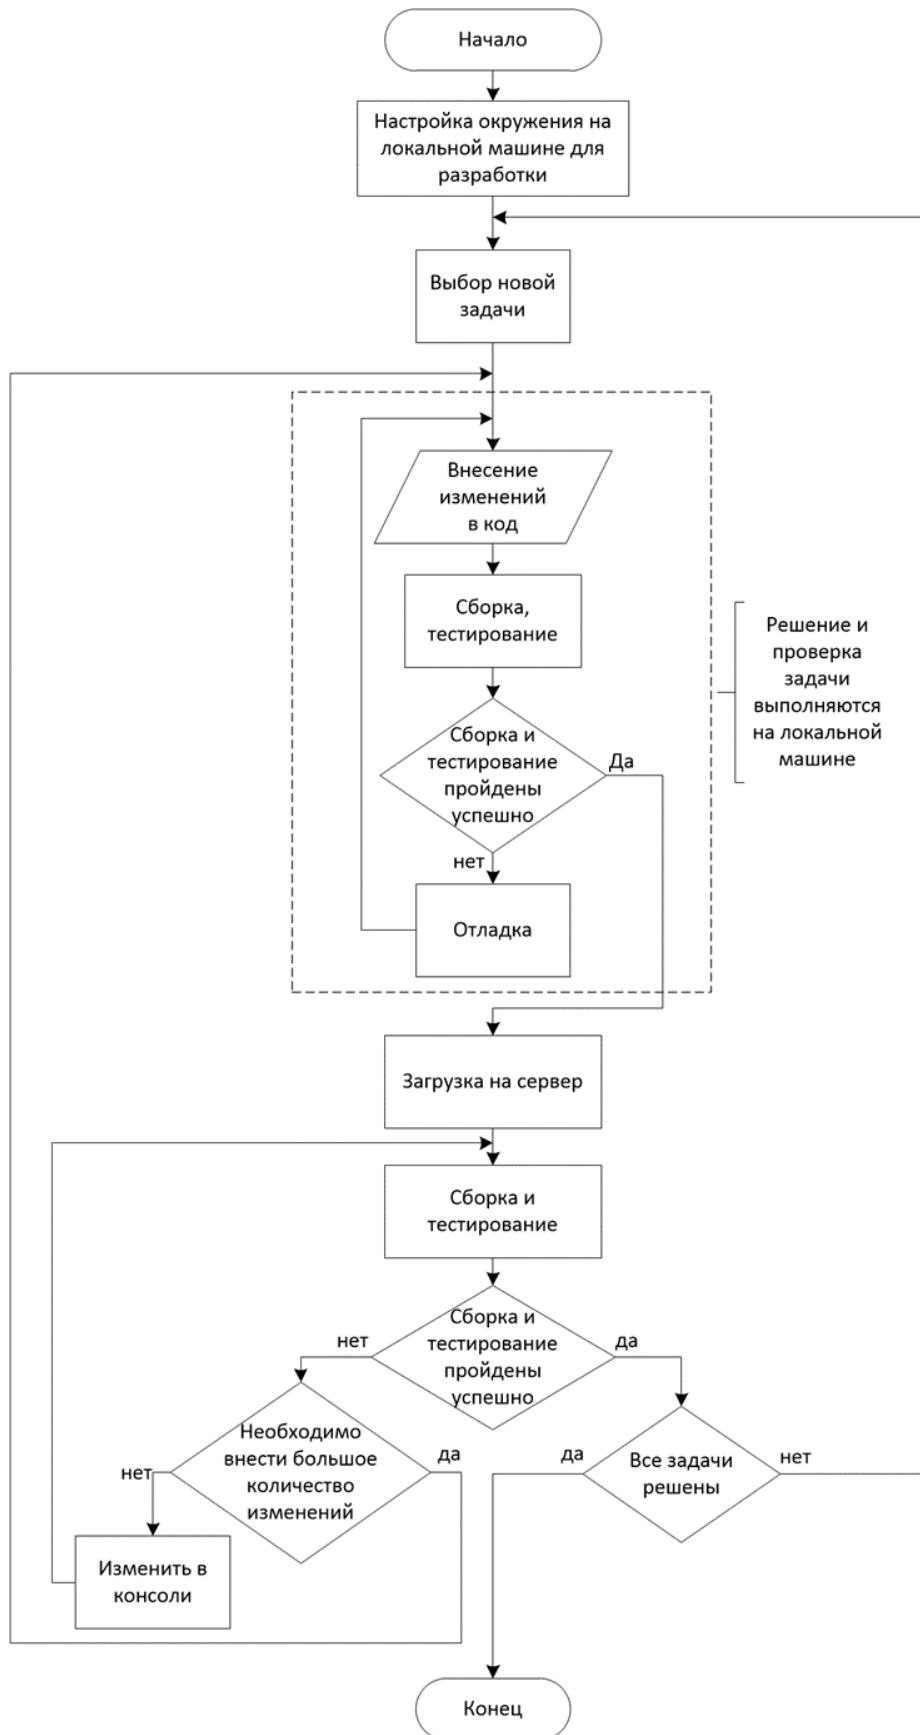 Начало
Настройка окружения на
локальной машине для
разработки
Выбор новой
задачи
Внесение
изменений
в код
Сборка,
тестирование
Решение и
проверка
задачи
выполняются
на локальной
машине
Сборка и
тестирование
пройдены
успешно
Да
нет
Отладка
Загрузка на сервер
Сборка и
тестирование
Сборка и
тестирование
пройдены
успешно
нет
да
Необходимо
внести большое
количество
изменений
нет
да
Все задачи
решены
да
нет
Изменить в
консоли
Конец